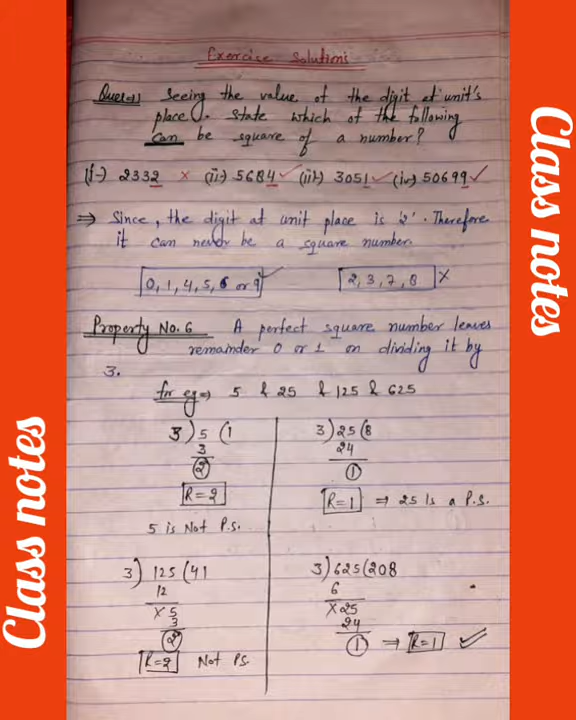 Exercise Solutions
Ques-1) Seeing the value of the digit at unit's
place. State which of the following
can be square of a number?
(i-) 2332 × (ii-) 5684 ✓ (iii-) 3051 ✓ (iv-) 50699 ✓
⇒ Since, the digit at unit place is '2'. Therefore
it can never be a square number.
0, 1, 4, 5, 6 or 9 ✓ 2, 3, 7, 8 ×
Property No. 6 A perfect square number leaves
remainder 0 or 1 on dividing it by
3.
for eg ⇒ 5 & 25 & 125 & 625
3 ) 5 ( 1
3
2
R = 2
5 is Not P.S.
3 ) 25 ( 8
24
1
R = 1 ⇒ 25 Is a P.S.
3 ) 125 ( 41
12
× 5
3
2
R = 2 Not P.S.
3 ) 625 ( 208
6
× 25
24
1 ⇒ R = 1 ✓
Class notes
Class notes